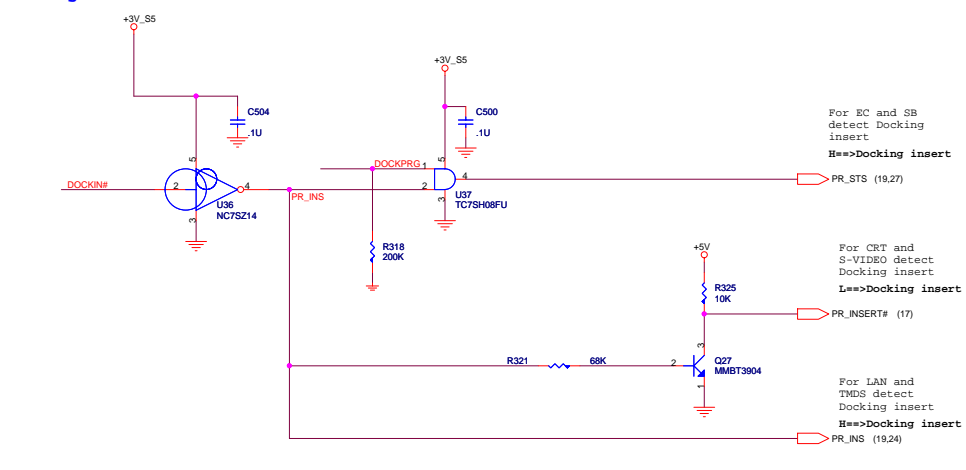 g
+3V_S5
+3V_S5
C504
.1U
C500
.1U
For EC and SB
detect Docking
insert
H==>Docking insert
5
5
DOCKPRG 1
4
PR_STS (19,27)
DOCKIN#
2
4
PR_INS
2
U36
NC7SZ14
3
U37
TC7SH08FU
3
R318
200K
+5V
For CRT and
S-VIDEO detect
Docking insert
L==>Docking insert
R325
10K
PR_INSERT# (17)
3
R321
68K
2
Q27
MMBT3904
1
For LAN and
TMDS detect
Docking insert
H==>Docking insert
PR_INS (19,24)